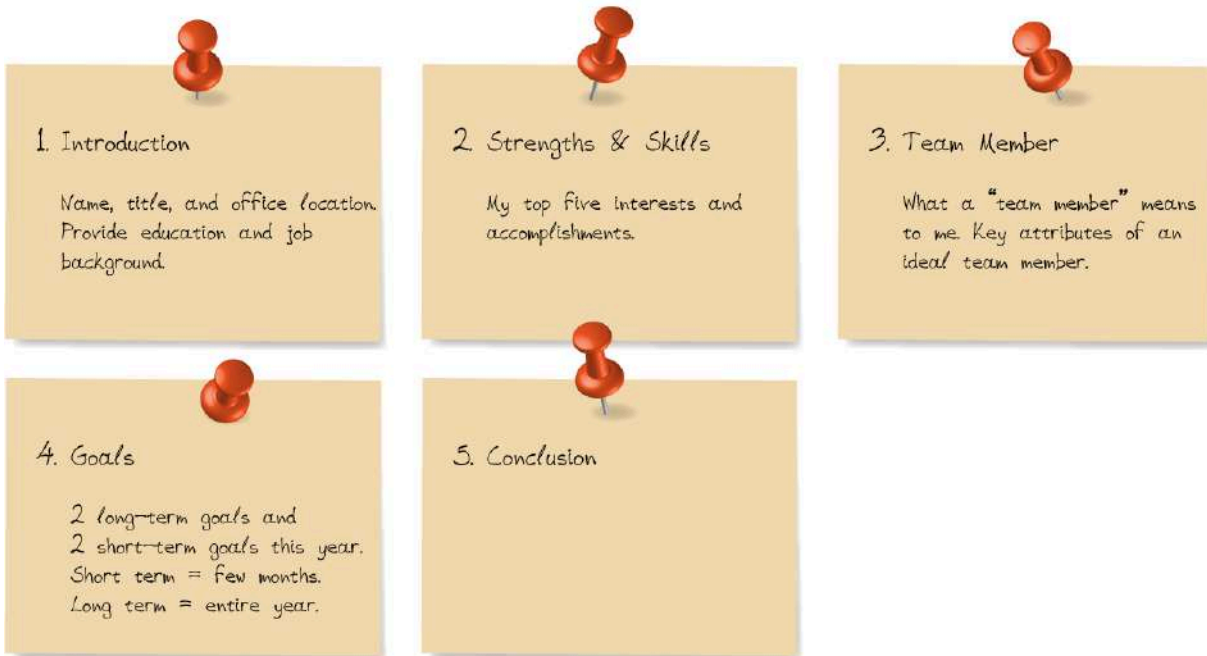 1. Introduction
Name, title, and office location.
Provide education and job
background.
2. Strengths & Skills
My top five interests and
accomplishments.
3. Team Member
What a “team member” means
to me. Key attributes of an
ideal team member.
4. Goals
2 long-term goals and
2 short-term goals this year.
Short term = few months.
Long term = entire year.
5. Conclusion